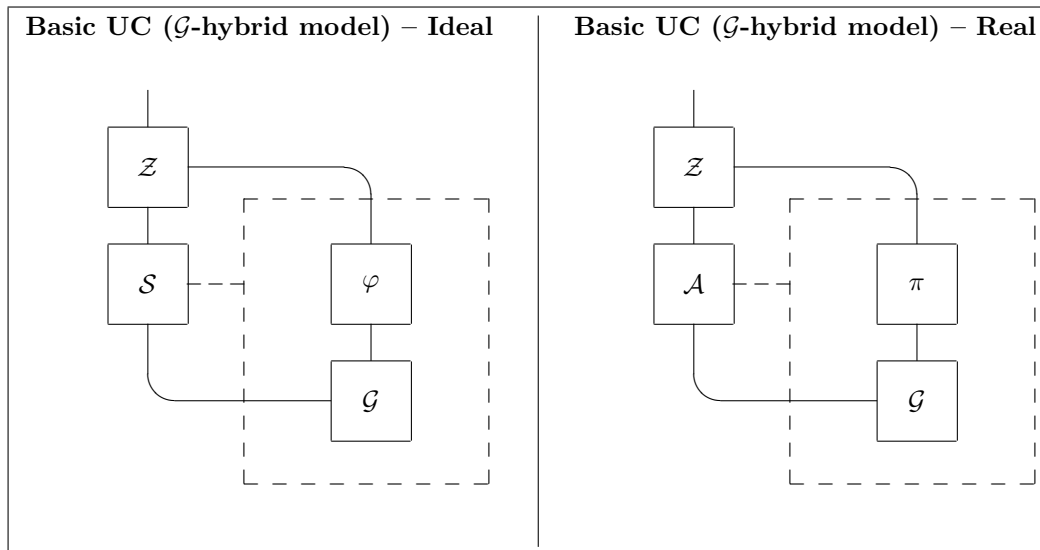 Basic UC (𝒢-hybrid model) – Ideal
𝒵
𝒮
φ
𝒢
Basic UC (𝒢-hybrid model) – Real
𝒵
𝒜
π
𝒢